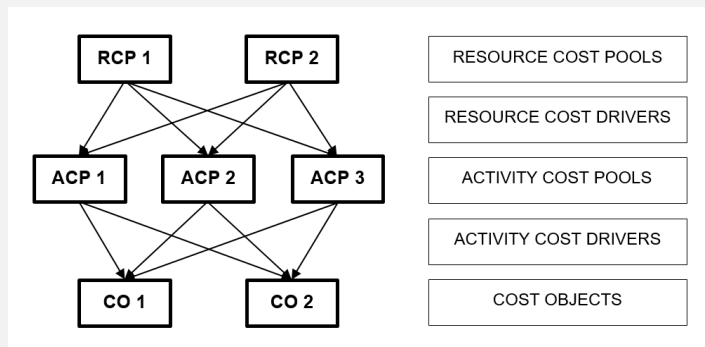 RCP 1
RCP 2
RESOURCE COST POOLS
RESOURCE COST DRIVERS
ACP 1
ACP 2
ACP 3
ACTIVITY COST POOLS
ACTIVITY COST DRIVERS
CO 1
CO 2
COST OBJECTS